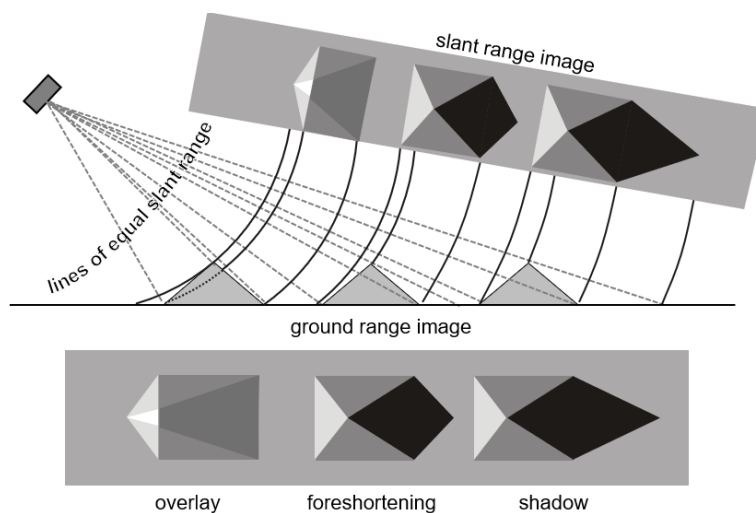 slant range image
lines of equal slant range
ground range image
overlay foreshortening shadow